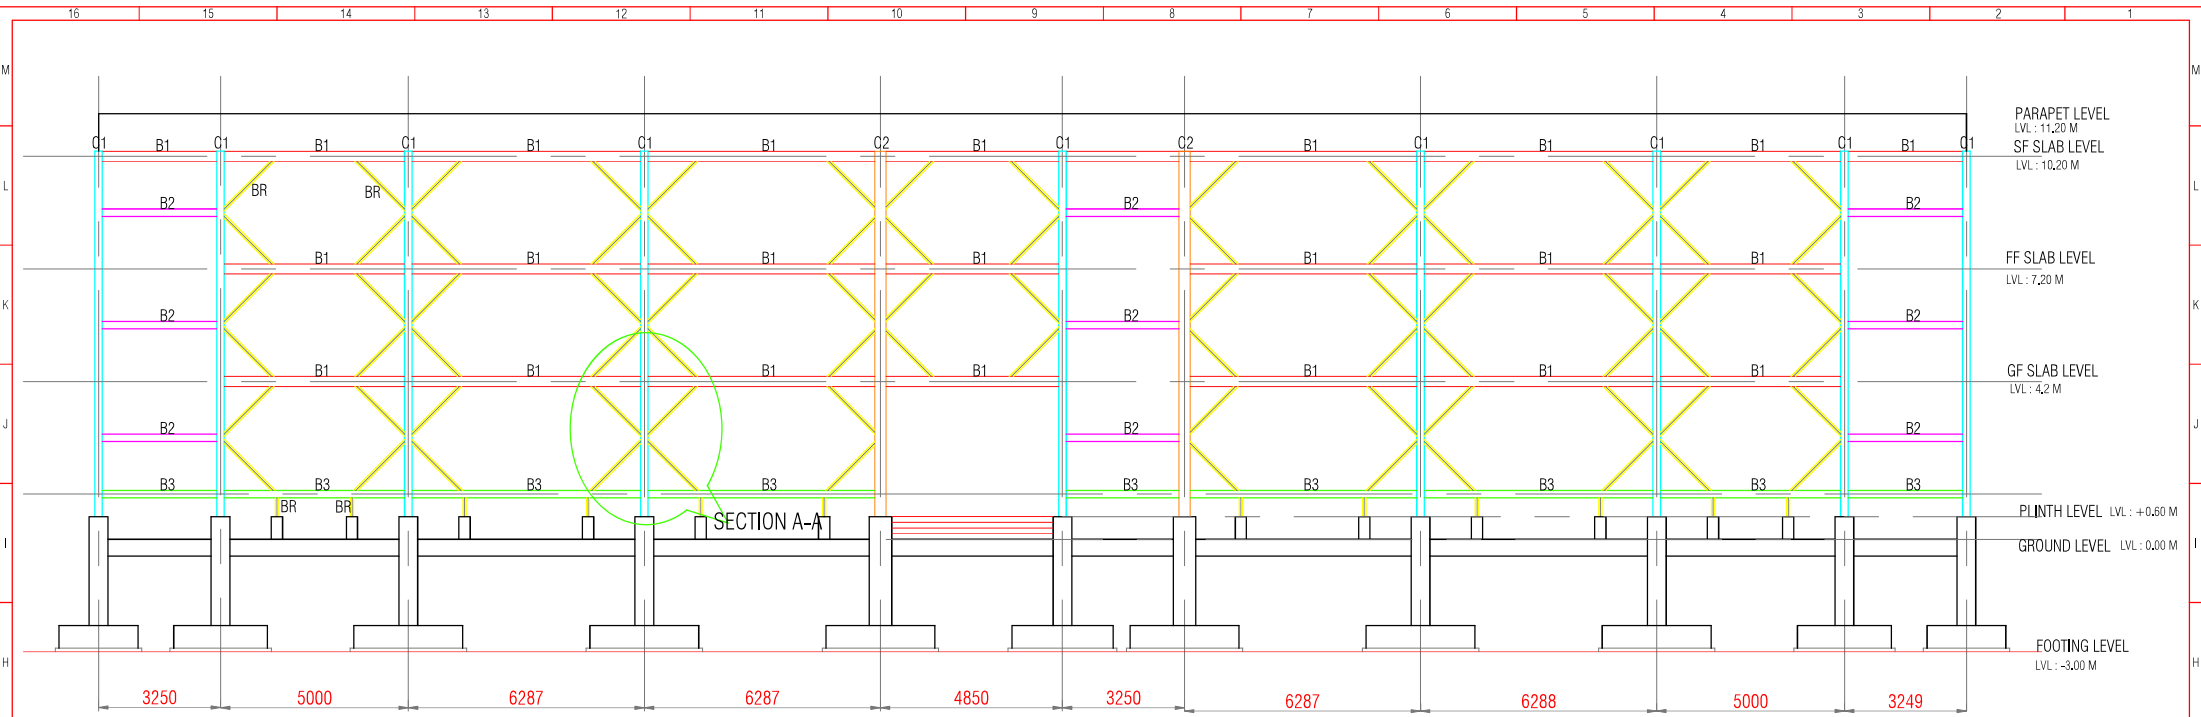 16 15 14 13 12 11 10 9 8 7 6 5 4 3 2 1
M M
PARAPET LEVEL
LVL : 11.20 M
C1 B1 C1 B1 C1 B1 C1 B1 C2 B1 C1 C2 B1 C1 B1 C1 B1 C1 B1 C1
SF SLAB LEVEL
LVL : 10.20 M
L BR BR L
B2 B2 B2
B1 B1 B1 B1 B1 B1 B1
FF SLAB LEVEL
LVL : 7.20 M
K K
B2 B2 B2
B1 B1 B1 B1 B1 B1 B1
GF SLAB LEVEL
LVL : 4.2 M
J J
B2 B2 B2
B3 B3 B3 B3 B3 B3 B3 B3 B3
BR BR
SECTION A-A
PLINTH LEVEL LVL : +0.60 M
I GROUND LEVEL LVL : 0.00 M I
FOOTING LEVEL
LVL : -3.00 M
H H
3250 5000 6287 6287 4850 3250 6287 6288 5000 3249